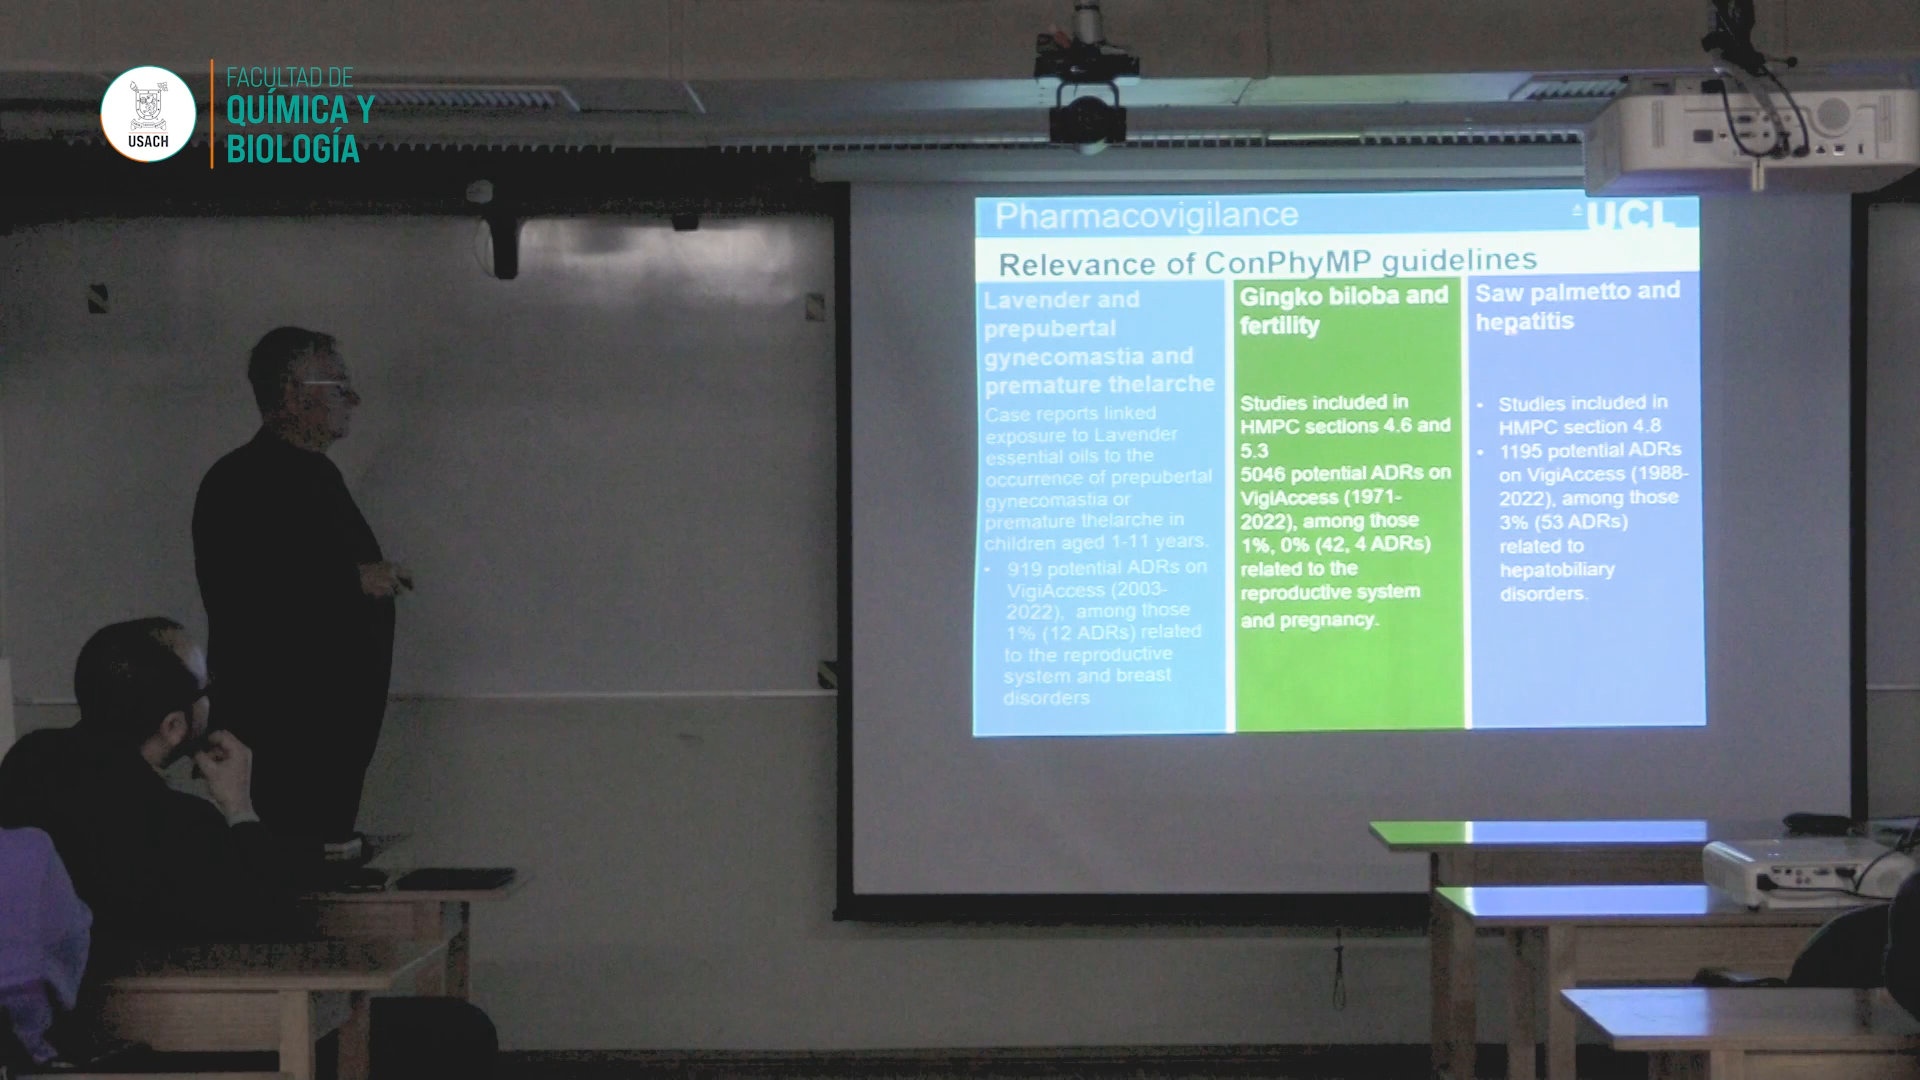 USACH
FACULTAD DE
QUÍMICA Y
BIOLOGÍA
Pharmacovigilance
UCL
Relevance of ConPhyMP guidelines
Lavender and
prepubertal
gynecomastia and
premature thelarche
Case reports linked
exposure to Lavender
essential oils to the
occurrence of prepubertal
gynecomastia or
premature thelarche in
children aged 1-11 years.
• 919 potential ADRs on
VigiAccess (2003-
2022), among those
1% (12 ADRs) related
to the reproductive
system and breast
disorders
Gingko biloba and
fertility
Studies included in
HMPC sections 4.6 and
5.3
5046 potential ADRs on
VigiAccess (1971-
2022), among those
1%, 0% (42, 4 ADRs)
related to the
reproductive system
and pregnancy.
Saw palmetto and
hepatitis
• Studies included in
HMPC section 4.8
• 1195 potential ADRs
on VigiAccess (1988-
2022), among those
3% (53 ADRs)
related to
hepatobiliary
disorders.